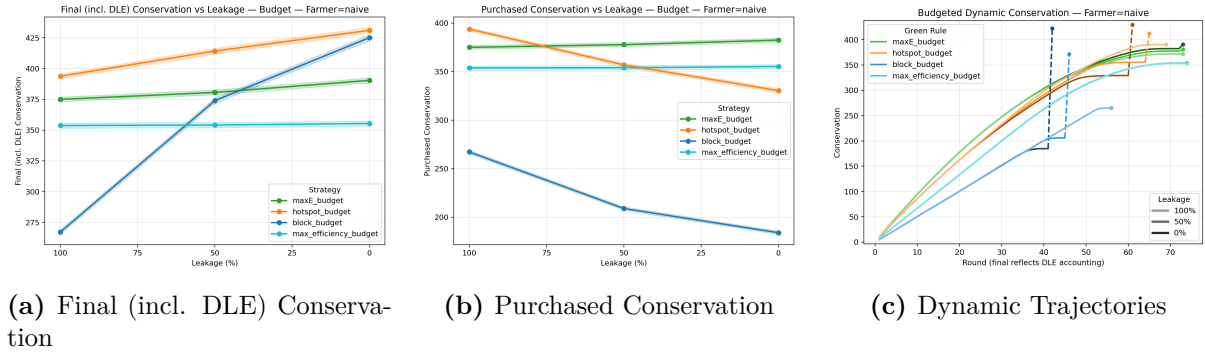 Final (incl. DLE) Conservation vs Leakage — Budget — Farmer=naive
Final (incl. DLE) Conservation
425
400
375
350
325
300
275
100
75
50
25
0
Leakage (%)
Strategy
maxE_budget
hotspot_budget
block_budget
max_efficiency_budget
(a) Final (incl. DLE) Conserva-
tion
Purchased Conservation vs Leakage — Budget — Farmer=naive
Purchased Conservation
400
350
300
250
200
100
75
50
25
0
Leakage (%)
Strategy
maxE_budget
hotspot_budget
block_budget
max_efficiency_budget
(b) Purchased Conservation
Budgeted Dynamic Conservation — Farmer=naive
Conservation
400
350
300
250
200
150
100
50
0
0
10
20
30
40
50
60
70
Round (final reflects DLE accounting)
Green Rule
maxE_budget
hotspot_budget
block_budget
max_efficiency_budget
Leakage
100%
50%
0%
(c) Dynamic Trajectories